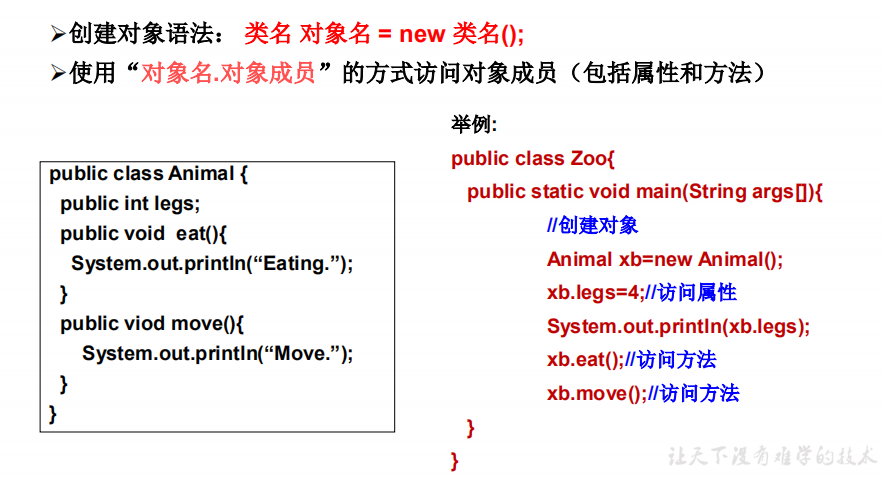 ➢创建对象语法： 类名 对象名 = new 类名();
➢使用“对象名.对象成员”的方式访问对象成员（包括属性和方法）
public class Animal {
public int legs;
public void eat(){
System.out.println(“Eating.”);
}
public viod move(){
System.out.println(“Move.”);
}
}
举例:
public class Zoo{
public static void main(String args[]){
//创建对象
Animal xb=new Animal();
xb.legs=4;//访问属性
System.out.println(xb.legs);
xb.eat();//访问方法
xb.move();//访问方法
}
}
让天下没有难学的技术